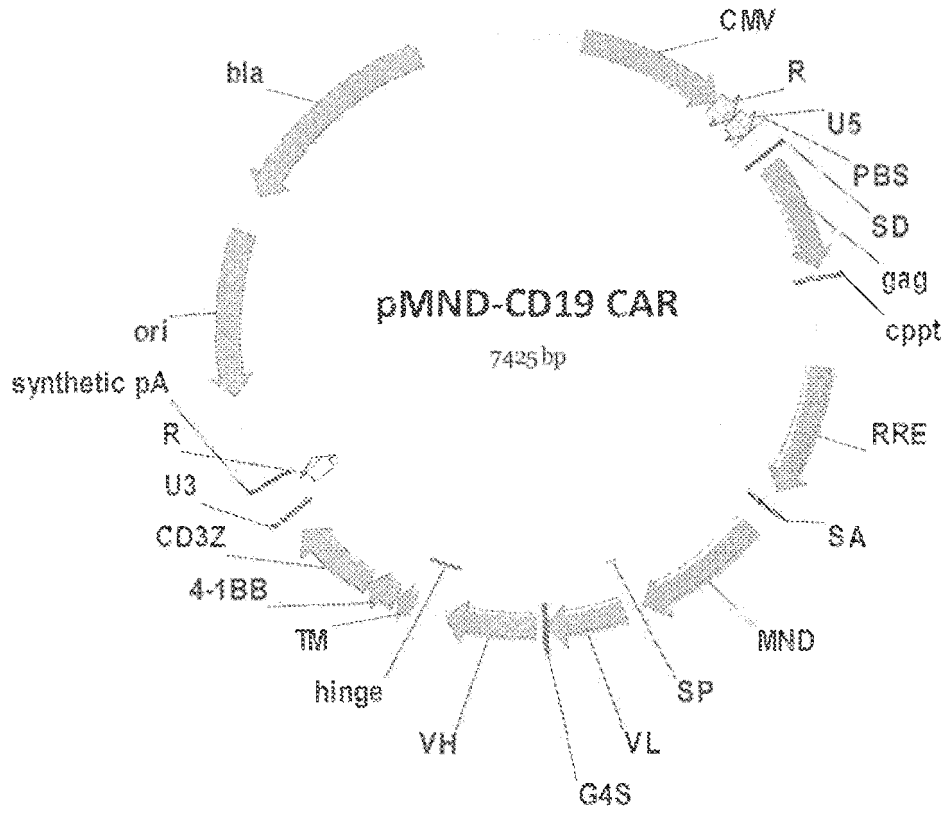 CMV
bla
R
U5
PBS
SD
gag
pMND-CD19 CAR
7425 bp
cppt
ori
synthetic pA
R
RRE
U3
CD3Z
SA
4-1BB
TM
MND
hinge
SP
VH
VL
G4S